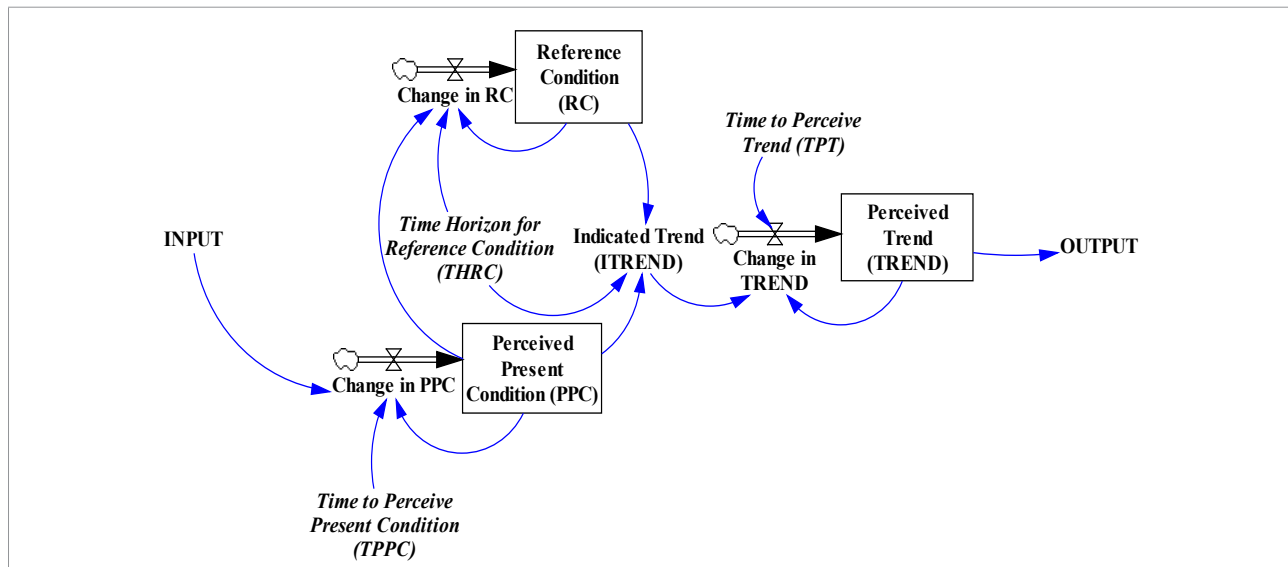 Reference
Condition
(RC)
Change in RC
Time to Perceive
Trend (TPT)
Time Horizon for
Reference Condition
(THRC)
INPUT
Indicated Trend
(ITREND)
Perceived
Trend
(TREND)
Change in
TREND
OUTPUT
Perceived
Present
Condition (PPC)
Change in PPC
Time to Perceive
Present Condition
(TPPC)